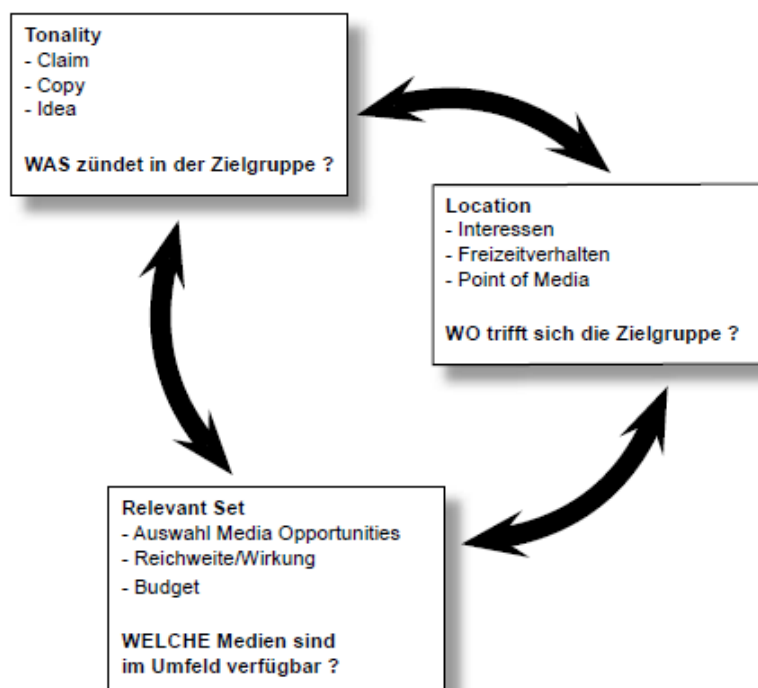 Tonality
- Claim
- Copy
- Idea
WAS zündet in der Zielgruppe ?
Location
- Interessen
- Freizeitverhalten
- Point of Media
WO trifft sich die Zielgruppe ?
Relevant Set
- Auswahl Media Opportunities
- Reichweite/Wirkung
- Budget
WELCHE Medien sind
im Umfeld verfügbar ?